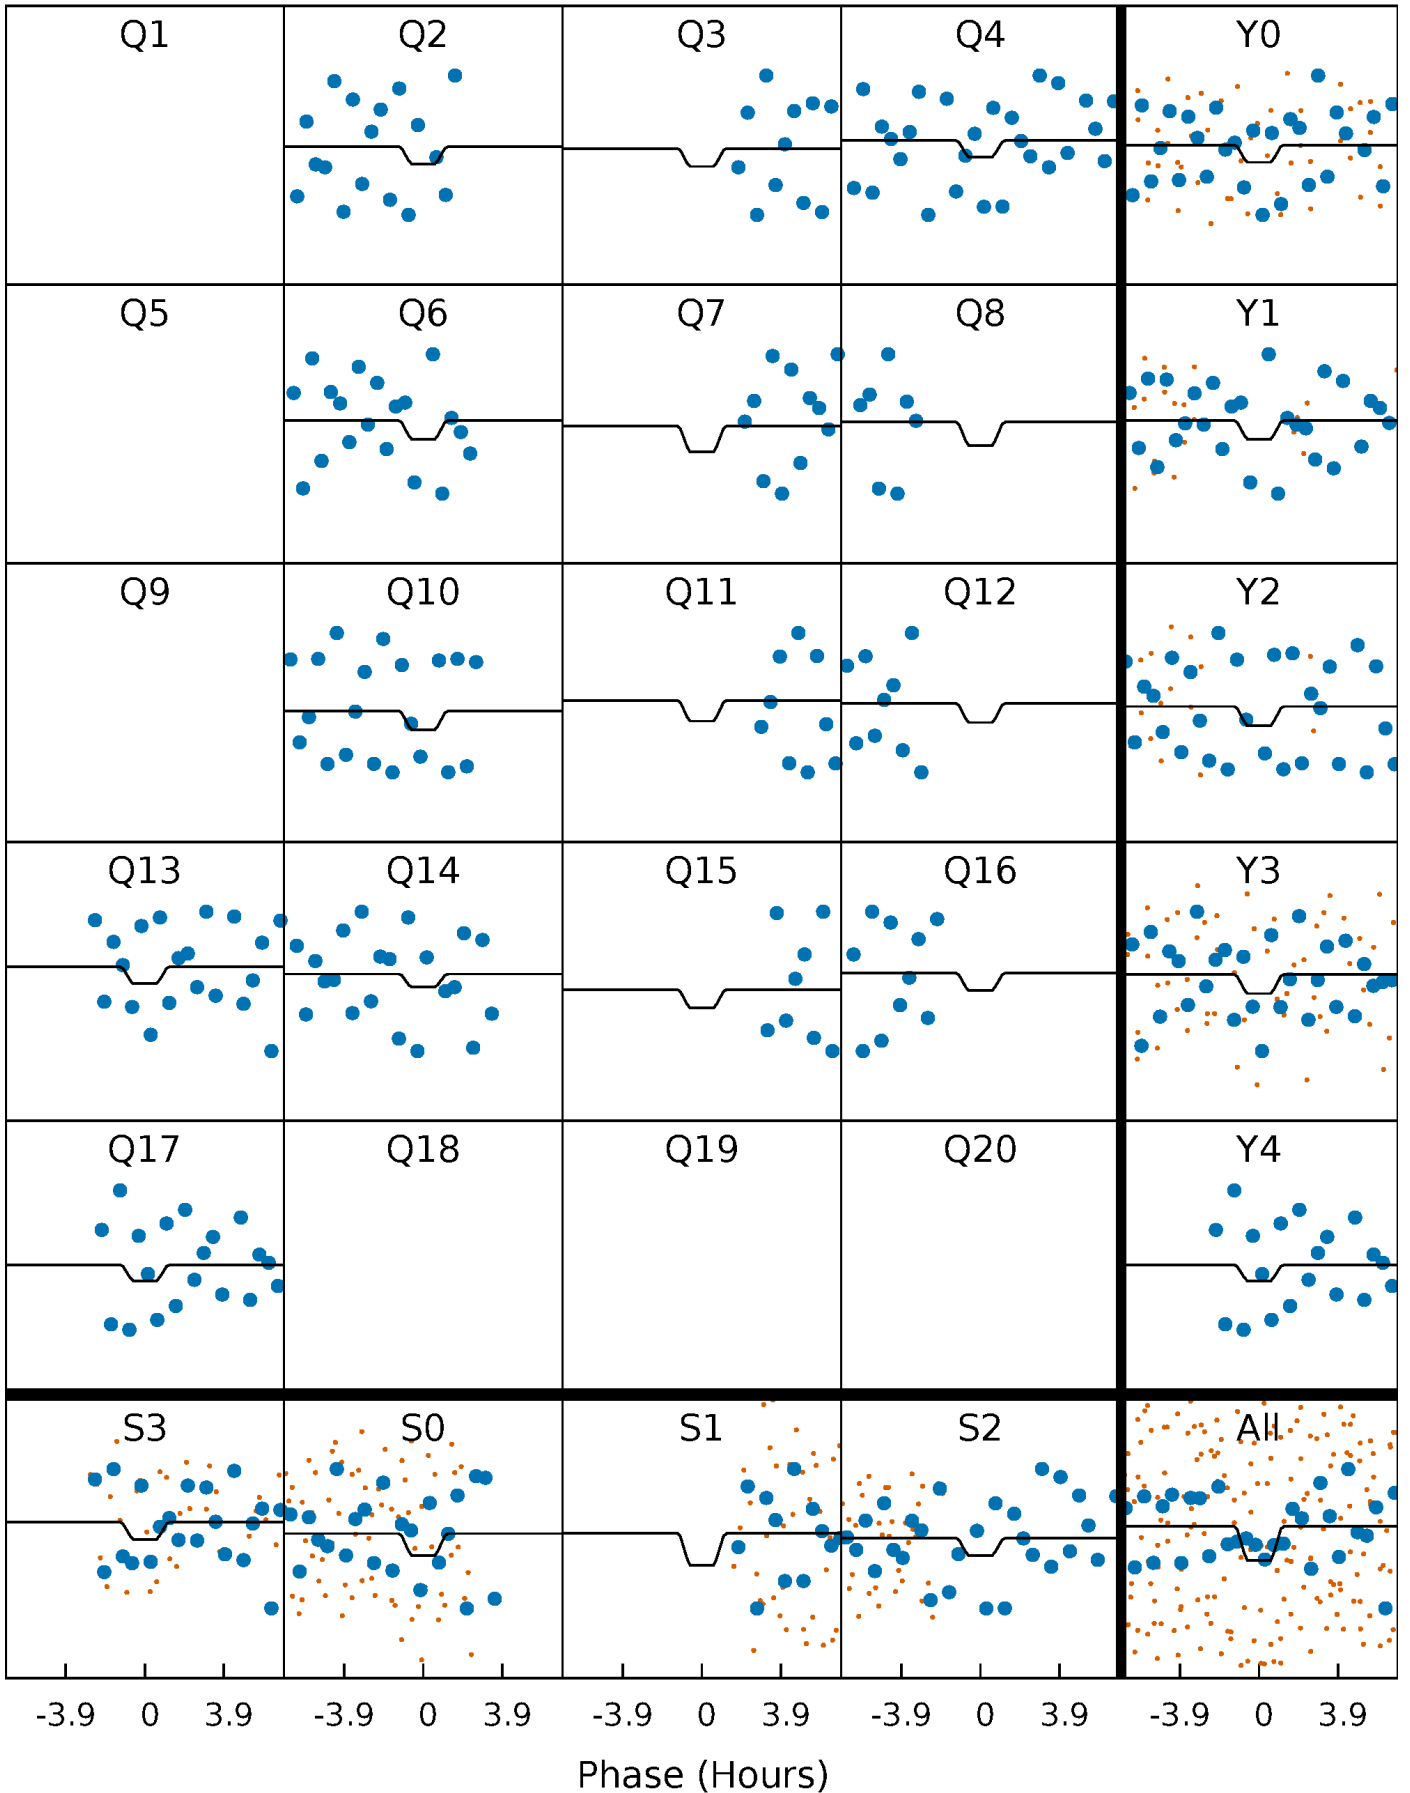 Q1 Q2 Q3 Q4 Y0
Q5 Q6 Q7 Q8 Y1
Q9 Q10 Q11 Q12 Y2
Q13 Q14 Q15 Q16 Y3
Q17 Q18 Q19 Q20 Y4
S3 S0 S1 S2 All
-3.9 0 3.9 -3.9 0 3.9 -3.9 0 3.9 -3.9 0 3.9 -3.9 0 3.9
Phase (Hours)